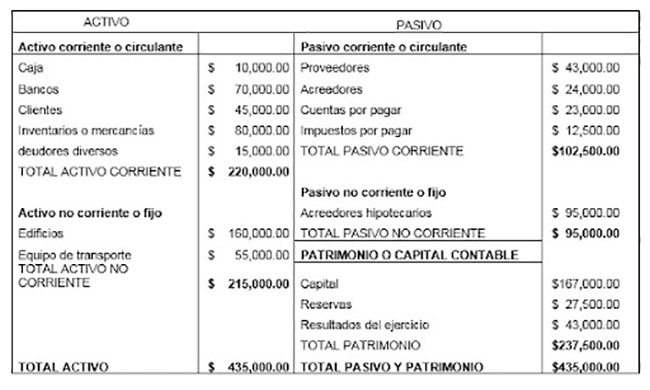 ACTIVO PASIVO
Activo corriente o circulante Pasivo corriente o circulante
Caja $ 10,000.00 Proveedores $ 43,000.00
Bancos $ 70,000.00 Acreedores $ 24,000.00
Clientes $ 45,000.00 Cuentas por pagar $ 23,000.00
Inventarios o mercancías $ 80,000.00 Impuestos por pagar $ 12,500.00
deudores diversos $ 15,000.00 TOTAL PASIVO CORRIENTE $102,500.00
TOTAL ACTIVO CORRIENTE $ 220,000.00
Pasivo no corriente o fijo
Activo no corriente o fijo Acreedores hipotecarios $ 95,000.00
Edificios $ 160,000.00 TOTAL PASIVO NO CORRIENTE $ 95,000.00
Equipo de transporte $ 55,000.00 PATRIMONIO O CAPITAL CONTABLE
TOTAL ACTIVO NO
CORRIENTE $ 215,000.00 Capital $167,000.00
Reservas $ 27,500.00
Resultados del ejercicio $ 43,000.00
TOTAL PATRIMONIO $237,500.00
TOTAL ACTIVO $ 435,000.00 TOTAL PASIVO Y PATRIMONIO $435,000.00